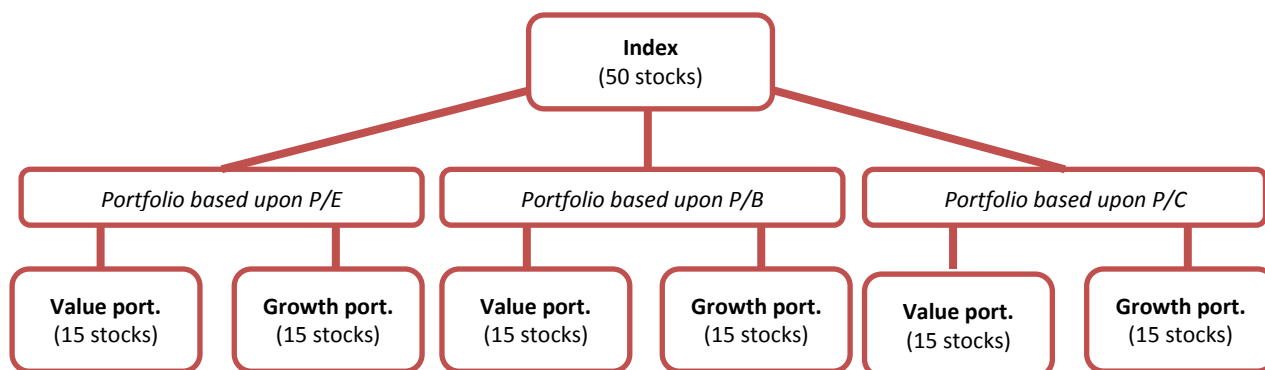 Index
(50 stocks)
Portfolio based upon P/E
Portfolio based upon P/B
Portfolio based upon P/C
Value port.
(15 stocks)
Growth port.
(15 stocks)
Value port.
(15 stocks)
Growth port.
(15 stocks)
Value port.
(15 stocks)
Growth port.
(15 stocks)